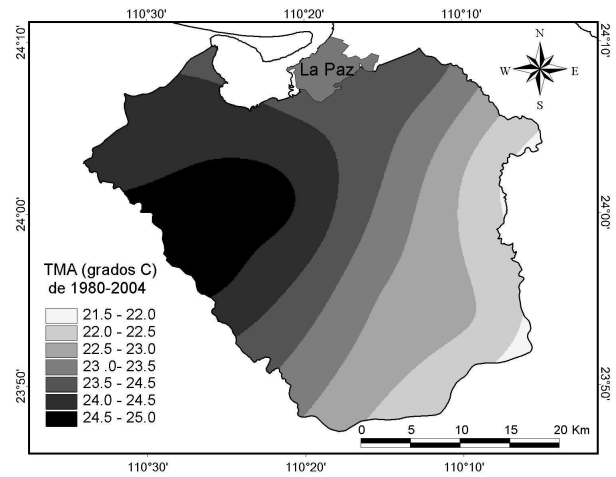 110°30' 110°20' 110°10'
24°10'
24°10'
La Paz
N
W E
S
24°00'
24°00'
TMA (grados C)
de 1980-2004
21.5 - 22.0
22.0 - 22.5
22.5 - 23.0
23 .0- 23.5
23.5 - 24.5
24.0 - 24.5
24.5 - 25.0
23°50'
23°50'
0 5 10 15 20 Km
110°30' 110°20' 110°10'